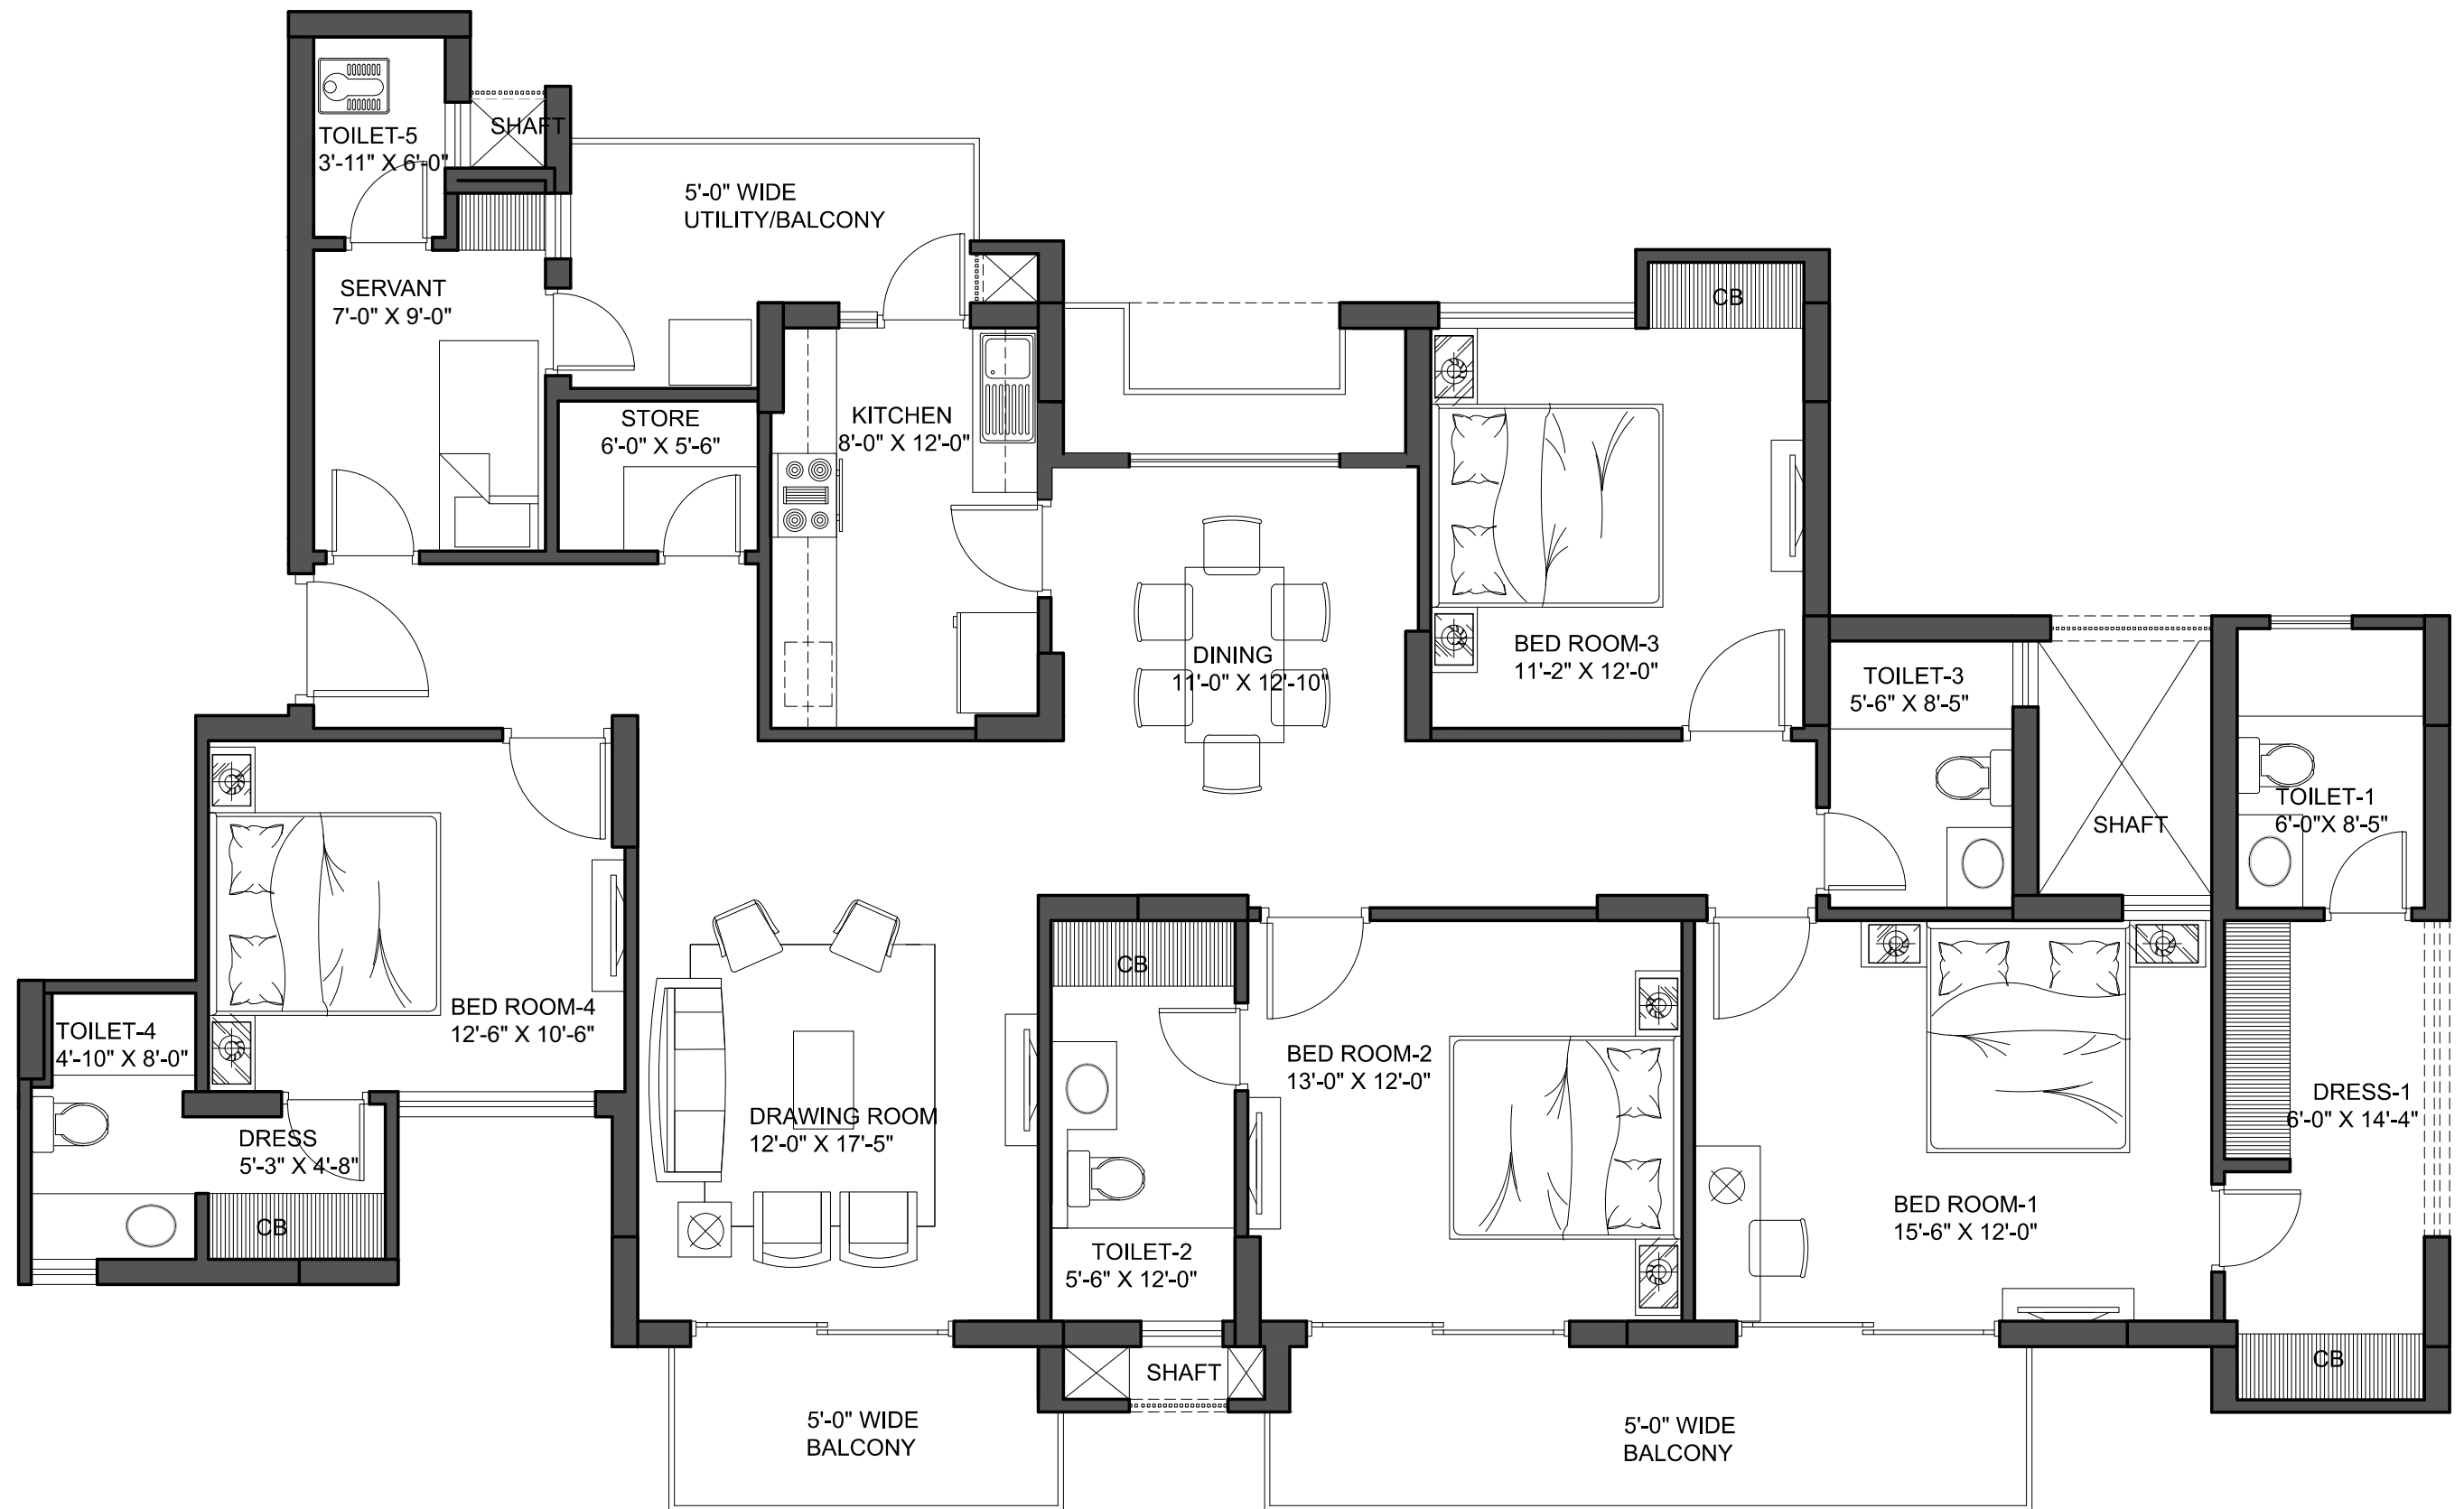 TOILET-5
3'-11" X 6'-0"
SHAFT
5'-0" WIDE
UTILITY/BALCONY
SERVANT
7'-0" X 9'-0"
CB
STORE
6'-0" X 5'-6"
KITCHEN
8'-0" X 12'-0"
BED ROOM-3
11'-2" X 12'-0"
DINING
11'-0" X 12'-10"
TOILET-3
5'-6" X 8'-5"
SHAFT
TOILET-1
6'-0"X 8'-5"
CB
BED ROOM-4
12'-6" X 10'-6"
TOILET-4
4'-10" X 8'-0"
BED ROOM-2
13'-0" X 12'-0"
DRESS-1
6'-0" X 14'-4"
DRAWING ROOM
12'-0" X 17'-5"
DRESS
5'-3" X 4'-8"
BED ROOM-1
15'-6" X 12'-0"
CB
TOILET-2
5'-6" X 12'-0"
SHAFT
CB
5'-0" WIDE
BALCONY
5'-0" WIDE
BALCONY